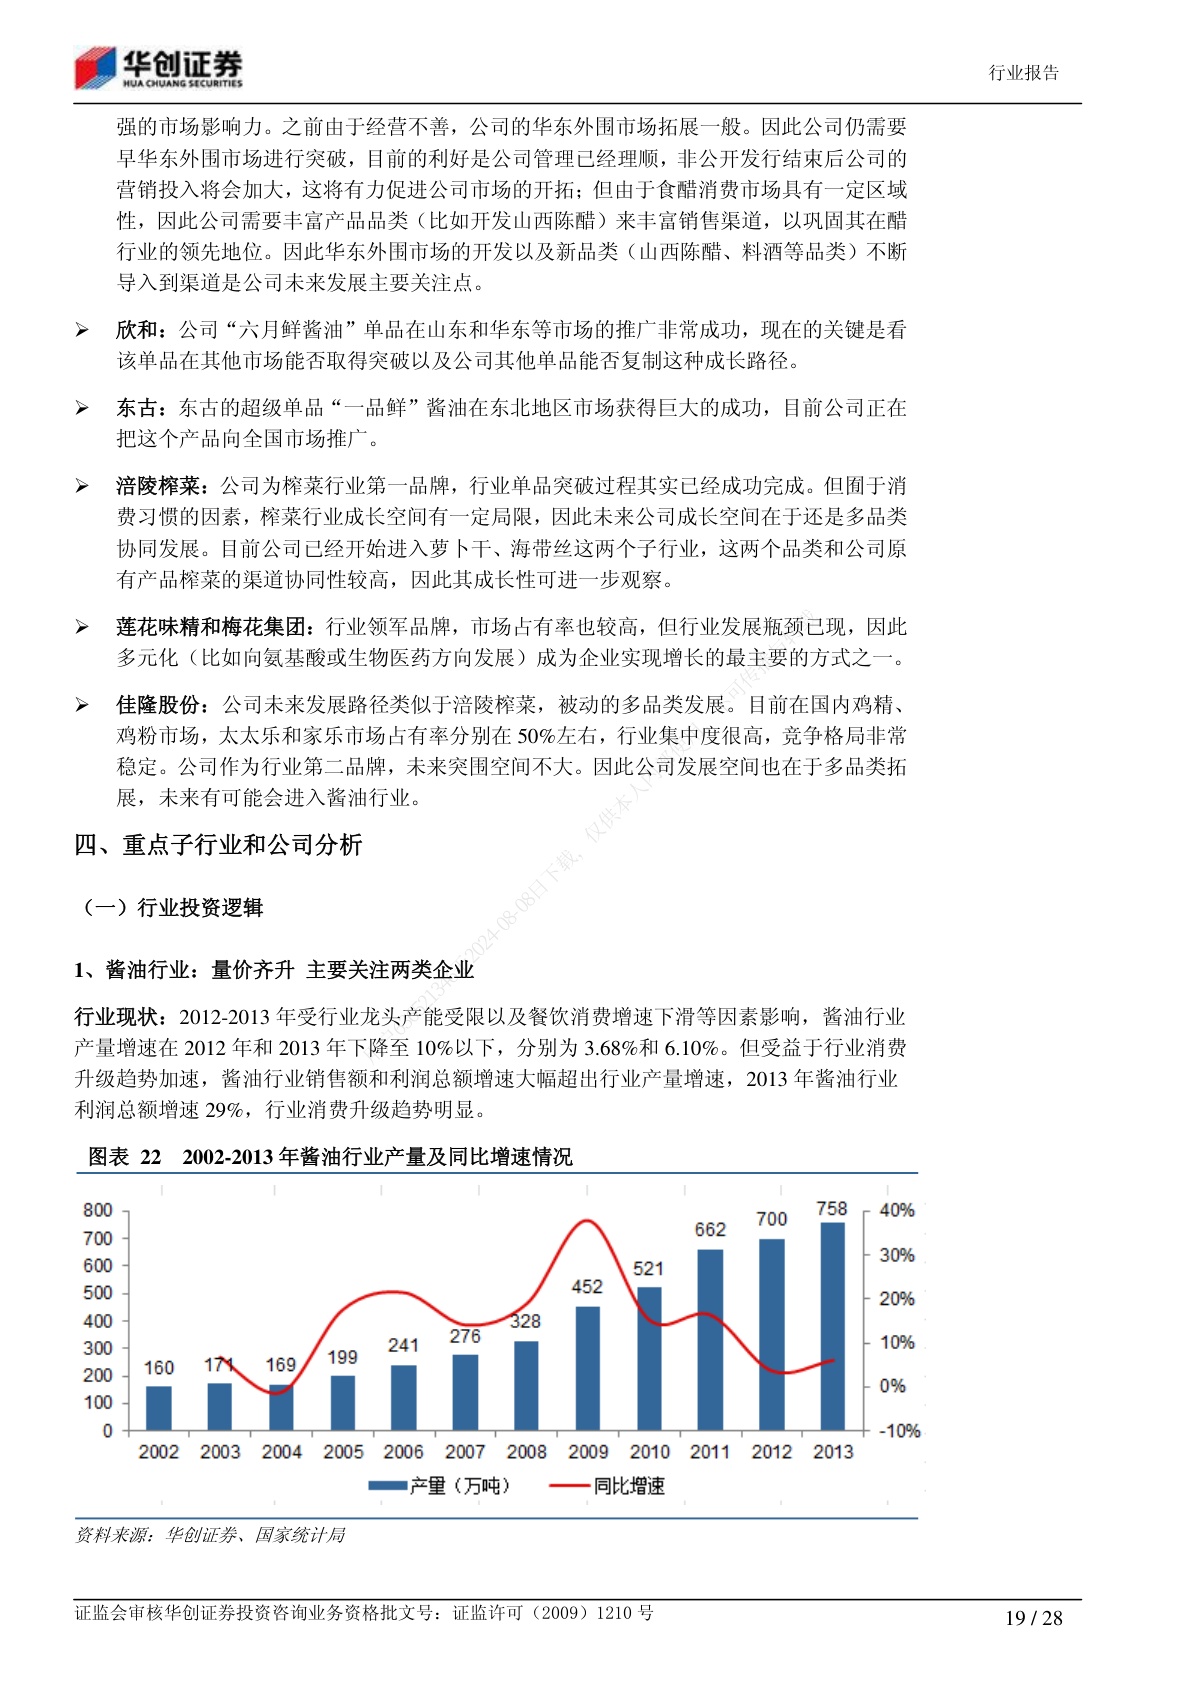 华创证券
HUA CHUANG SECURITIES
行业报告
强的市场影响力。之前由于经营不善，公司的华东外围市场拓展一般。因此公司仍需要
早华东外围市场进行突破，目前的利好是公司管理已经理顺，非公开发行结束后公司的
营销投入将会加大，这将有力促进公司市场的开拓；但由于食醋消费市场具有一定区域
性，因此公司需要丰富产品品类（比如开发山西陈醋）来丰富销售渠道，以巩固其在醋
行业的领先地位。因此华东外围市场的开发以及新品类（山西陈醋、料酒等品类）不断
导入到渠道是公司未来发展主要关注点。
➢ 欣和：公司“六月鲜酱油”单品在山东和华东等市场的推广非常成功，现在的关键是看
该单品在其他市场能否取得突破以及公司其他单品能否复制这种成长路径。
➢ 东古：东古的超级单品“一品鲜”酱油在东北地区市场获得巨大的成功，目前公司正在
把这个产品向全国市场推广。
➢ 涪陵榨菜：公司为榨菜行业第一品牌，行业单品突破过程其实已经成功完成。但囿于消
费习惯的因素，榨菜行业成长空间有一定局限，因此未来公司成长空间在于还是多品类
协同发展。目前公司已经开始进入萝卜干、海带丝这两个子行业，这两个品类和公司原
有产品榨菜的渠道协同性较高，因此其成长性可进一步观察。
➢ 莲花味精和梅花集团：行业领军品牌，市场占有率也较高，但行业发展瓶颈已现，因此
多元化（比如向氨基酸或生物医药方向发展）成为企业实现增长的最主要的方式之一。
➢ 佳隆股份：公司未来发展路径类似于涪陵榨菜，被动的多品类发展。目前在国内鸡精、
鸡粉市场，太太乐和家乐市场占有率分别在 50%左右，行业集中度很高，竞争格局非常
稳定。公司作为行业第二品牌，未来突围空间不大。因此公司发展空间也在于多品类拓
展，未来有可能会进入酱油行业。
四、重点子行业和公司分析
（一）行业投资逻辑
1、酱油行业：量价齐升 主要关注两类企业
行业现状：2012-2013 年受行业龙头产能受限以及餐饮消费增速下滑等因素影响，酱油行业
产量增速在 2012 年和 2013 年下降至 10%以下，分别为 3.68%和 6.10%。但受益于行业消费
升级趋势加速，酱油行业销售额和利润总额增速大幅超出行业产量增速，2013 年酱油行业
利润总额增速 29%，行业消费升级趋势明显。
图表 22 2002-2013 年酱油行业产量及同比增速情况
800 700 600 500 400 300 200 100 0
160 171 169 199 241 276 328 452 521 662 700 758
40% 30% 20% 10% 0% -10%
2002 2003 2004 2005 2006 2007 2008 2009 2010 2011 2012 2013
产量（万吨） 同比增速
资料来源：华创证券、国家统计局
证监会审核华创证券投资咨询业务资格批文号：证监许可（2009）1210 号
19 / 28
2024-08-08日下载，仅供本人